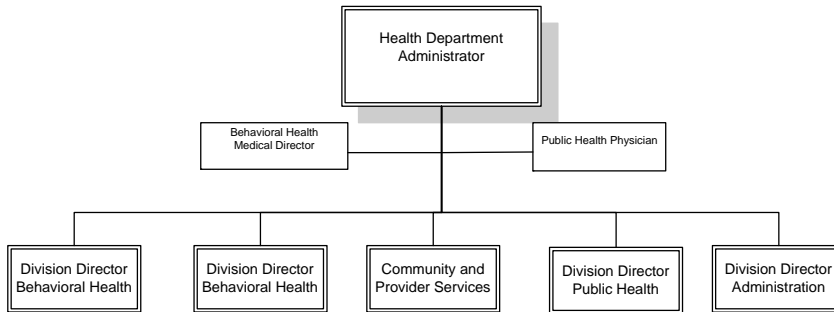 Health Department
Administrator
Behavioral Health
Medical Director
Public Health Physician
Division Director
Behavioral Health
Division Director
Behavioral Health
Community and
Provider Services
Division Director
Public Health
Division Director
Administration